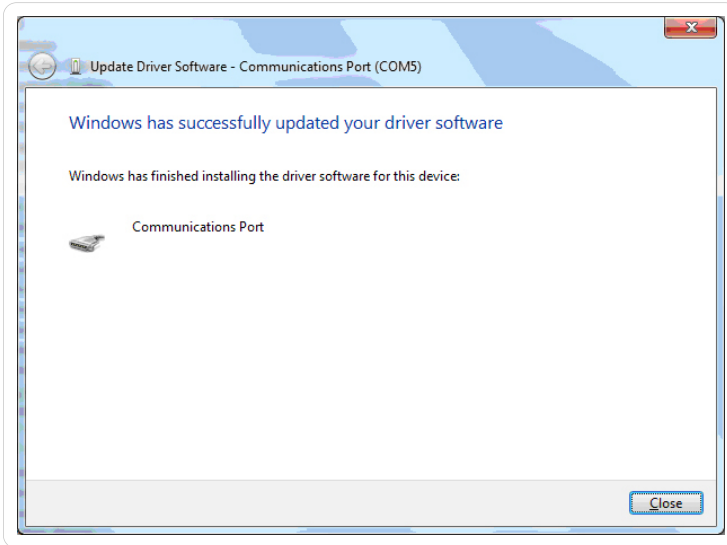 Update Driver Software - Communications Port (COM5)
Windows has successfully updated your driver software
Windows has finished installing the driver software for this device:
Communications Port
Close